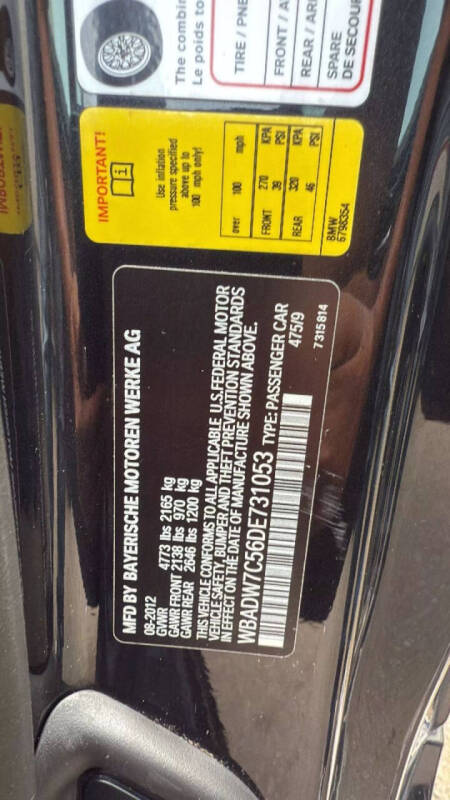 The combin
Le poids to
TIRE / PNE
FRONT / A
REAR / AR
SPARE
DE SECOU
IMPORTANT!
Use inflation
pressure specified
above up to
100 mph only!
over 100 mph
FRONT 270 KPA
39 PSI
REAR 320 KPA
46 PSI
BMW
6798354
MFD BY BAYERISCHE MOTOREN WERKE AG
08-2012
GVWR 4773 lbs 2165 kg
GAWR FRONT 2138 lbs 970 kg
GAWR REAR 2646 lbs 1200 kg
THIS VEHICLE CONFORMS TO ALL APPLICABLE U.S.FEDERAL MOTOR
VEHICLE SAFETY, BUMPER AND THEFT PREVENTION STANDARDS
IN EFFECT ON THE DATE OF MANUFACTURE SHOWN ABOVE.
WBADW7C56DE731053 TYPE: PASSENGER CAR
475/9
7315814